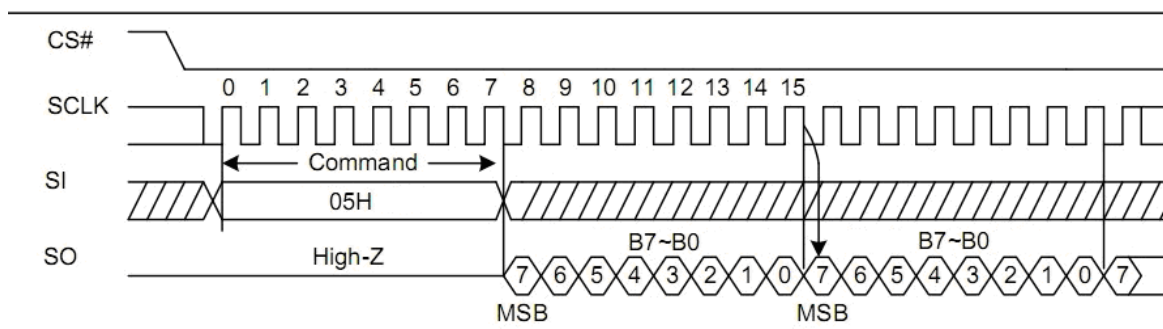 CS#
0 1 2 3 4 5 6 7 8 9 10 11 12 13 14 15
SCLK
Command
SI
05H
B7~B0 B7~B0
SO High-Z
7 6 5 4 3 2 1 0 7 6 5 4 3 2 1 0 7
MSB MSB